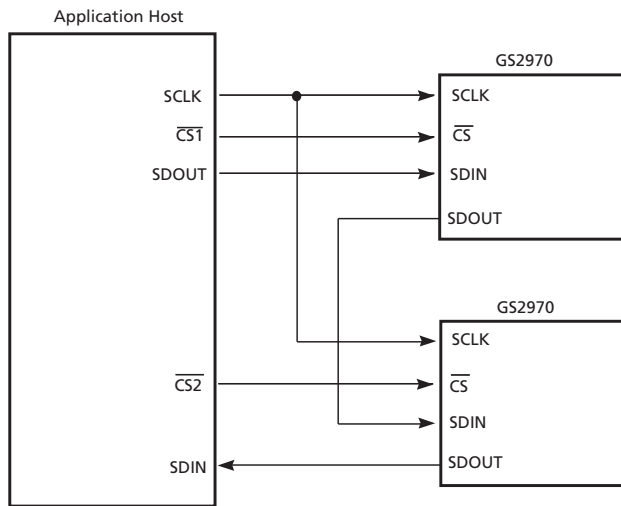 Application Host
SCLK
CS1
SDOUT
CS2
SDIN
GS2970
SCLK
CS
SDIN
SDOUT
GS2970
SCLK
CS
SDIN
SDOUT